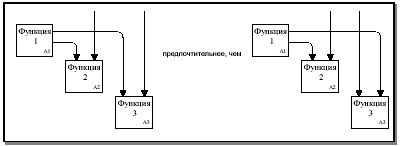 Функция
1
A1
Функция
2
A2
Функция
3
A3
предпочтительнее, чем
Функция
1
A1
Функция
2
A2
Функция
3
A3